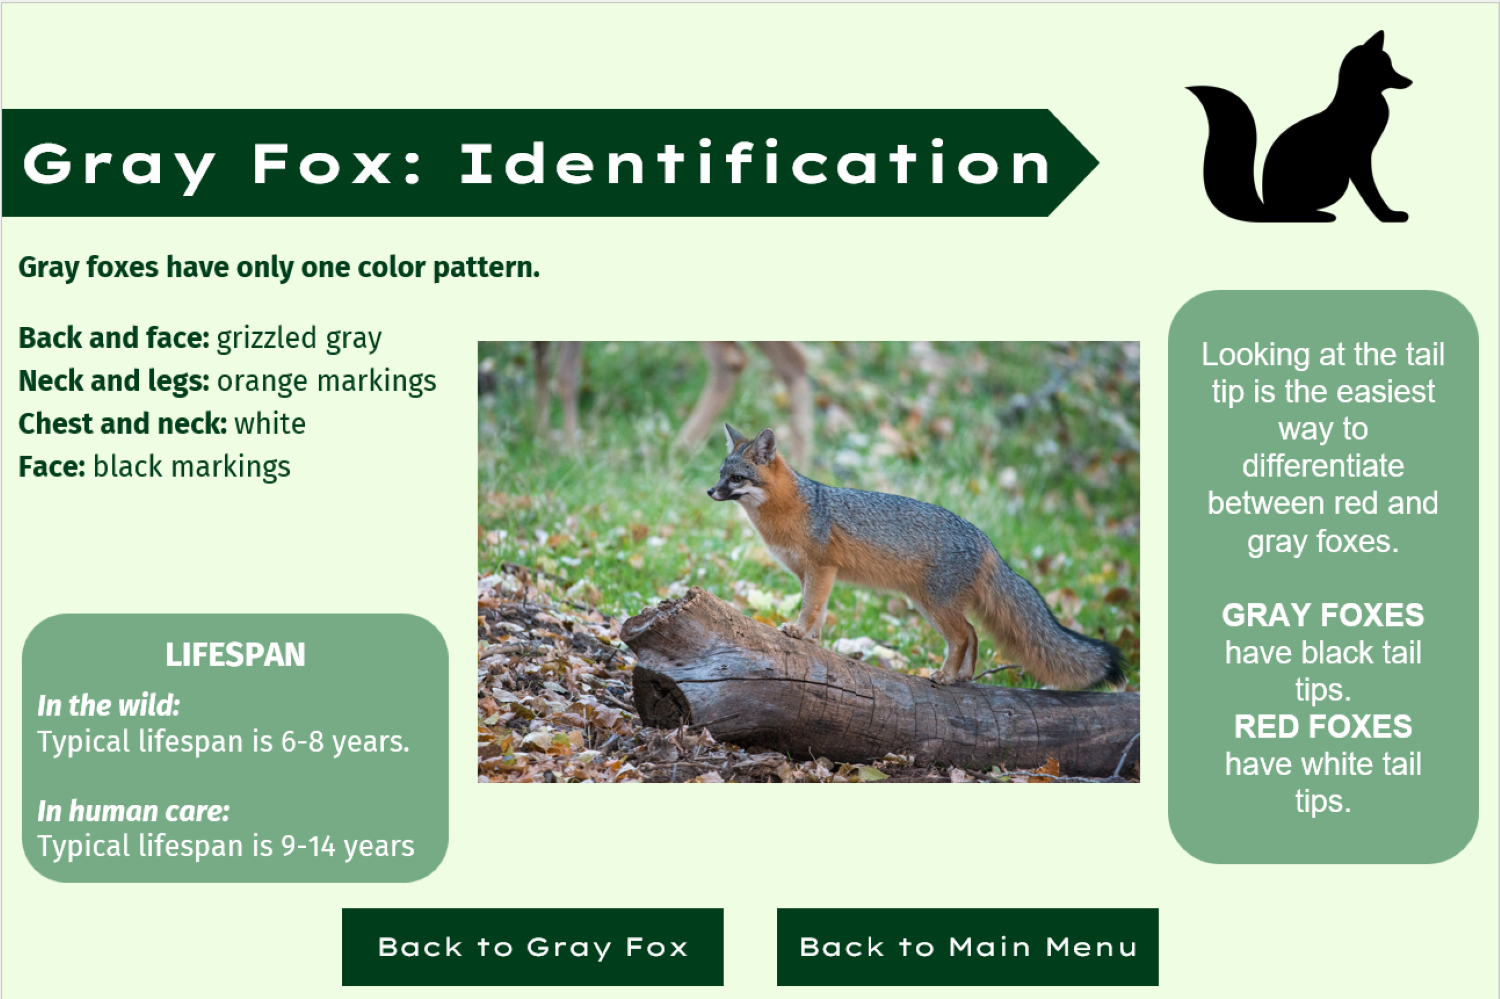 Gray Fox: Identification
Gray foxes have only one color pattern.
Back and face: grizzled gray
Neck and legs: orange markings
Chest and neck: white
Face: black markings
LIFESPAN
In the wild:
Typical lifespan is 6-8 years.
In human care:
Typical lifespan is 9-14 years
Looking at the tail
tip is the easiest
way to
differentiate
between red and
gray foxes.
GRAY FOXES
have black tail
tips.
RED FOXES
have white tail
tips.
Back to Gray Fox
Back to Main Menu